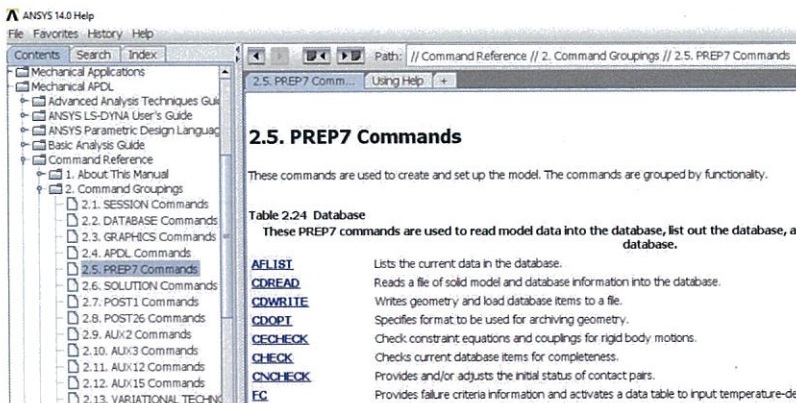 ANSYS 14.0 Help
File Favorites History Help
Contents Search Index
Path: // Command Reference // 2. Command Groupings // 2.5. PREP7 Commands
2.5. PREP7 Comm... Using Help +
Mechanical Applications
Mechanical APDL
Advanced Analysis Techniques Gui
ANSYS LS-DYNA User's Guide
ANSYS Parametric Design Languag
Basic Analysis Guide
Command Reference
1. About This Manual
2. Command Groupings
2.1. SESSION Commands
2.2. DATABASE Commands
2.3. GRAPHICS Commands
2.4. APDL Commands
2.5. PREP7 Commands
2.6. SOLUTION Commands
2.7. POST1 Commands
2.8. POST26 Commands
2.9. AUX2 Commands
2.10. AUX3 Commands
2.11. AUX12 Commands
2.12. AUX15 Commands
2.13. VARIATIONAL TECHNO
2.5. PREP7 Commands
These commands are used to create and set up the model. The commands are grouped by functionality.
Table 2.24 Database
These PREP7 commands are used to read model data into the database, list out the database, a
database.
AFLIST Lists the current data in the database.
CDREAD Reads a file of solid model and database information into the database.
CDWRITE Writes geometry and load database items to a file.
CDOPT Specifies format to be used for archiving geometry.
CECHECK Check constraint equations and couplings for rigid body motions.
CHECK Checks current database items for completeness.
CNCHECK Provides and/or adjusts the initial status of contact pairs.
FC Provides failure criteria information and activates a data table to input temperature-de